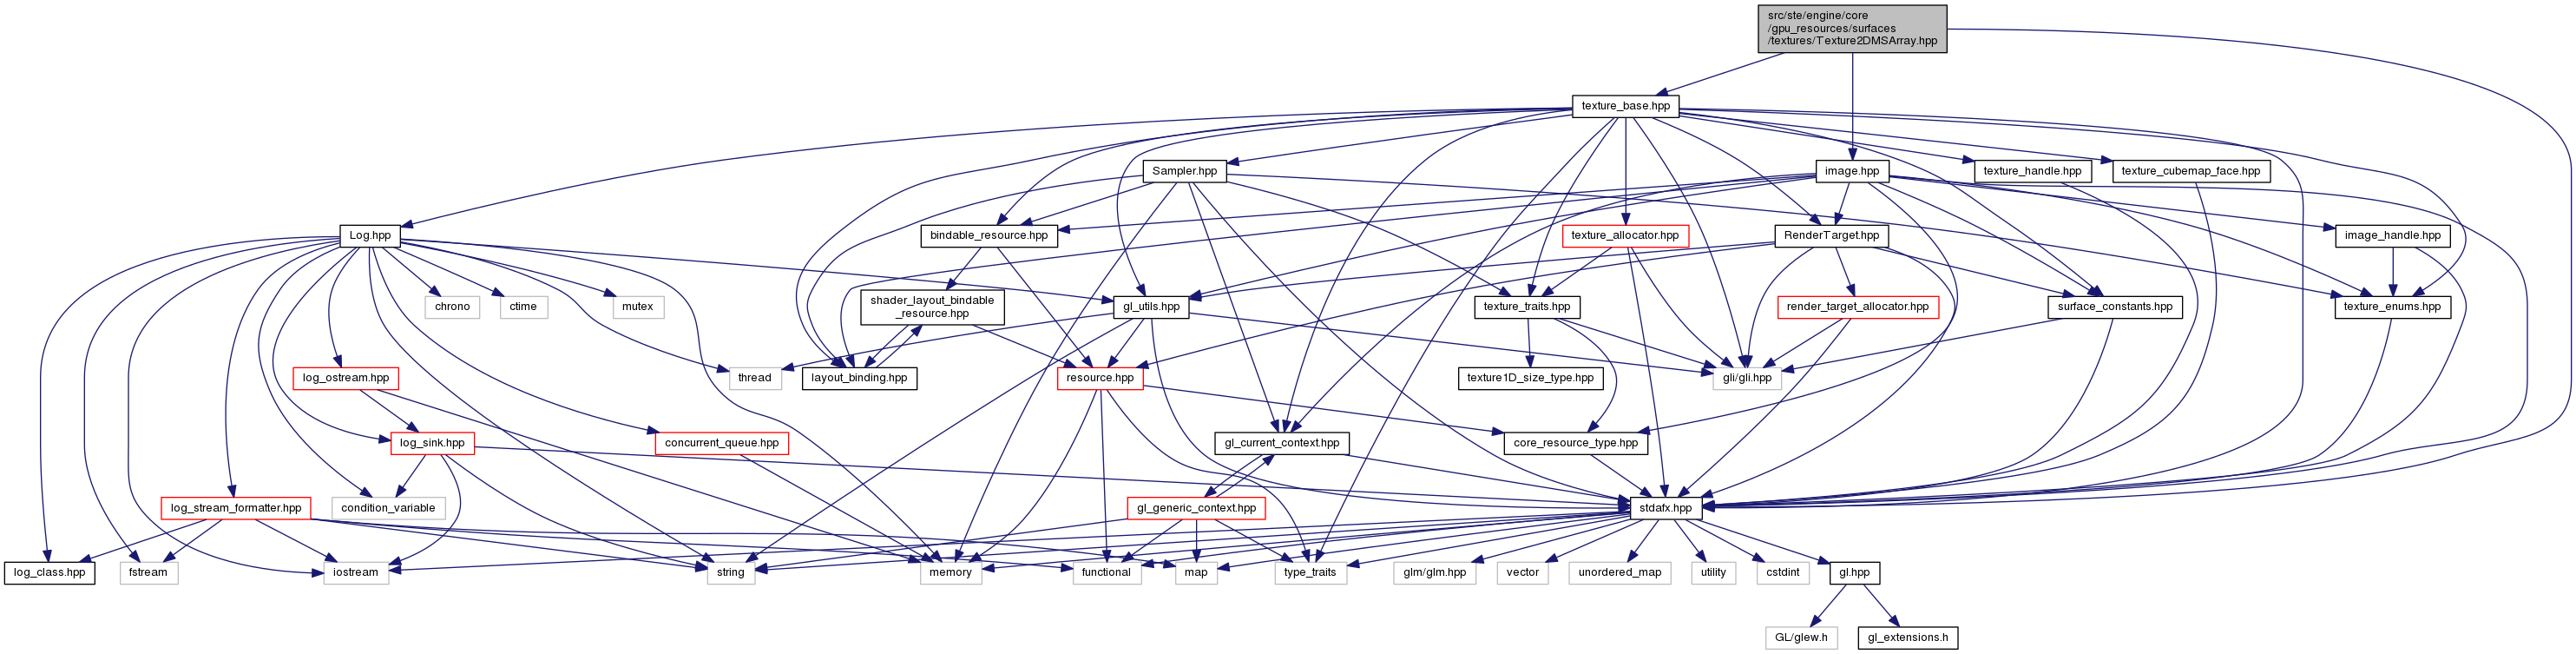 src/ste/engine/core
/gpu_resources/surfaces
/textures/Texture2DMSArray.hpp
texture_base.hpp
Sampler.hpp
image.hpp
texture_handle.hpp
texture_cubemap_face.hpp
Log.hpp
bindable_resource.hpp
texture_allocator.hpp
RenderTarget.hpp
image_handle.hpp
chrono
ctime
mutex
gl_utils.hpp
shader_layout_bindable
_resource.hpp
texture_traits.hpp
render_target_allocator.hpp
surface_constants.hpp
texture_enums.hpp
log_ostream.hpp
thread
layout_binding.hpp
resource.hpp
texture1D_size_type.hpp
gli/gli.hpp
log_sink.hpp
concurrent_queue.hpp
gl_current_context.hpp
core_resource_type.hpp
log_stream_formatter.hpp
condition_variable
gl_generic_context.hpp
stdafx.hpp
log_class.hpp
fstream
iostream
string
memory
functional
map
type_traits
glm/glm.hpp
vector
unordered_map
utility
cstdint
gl.hpp
GL/glew.h
gl_extensions.h